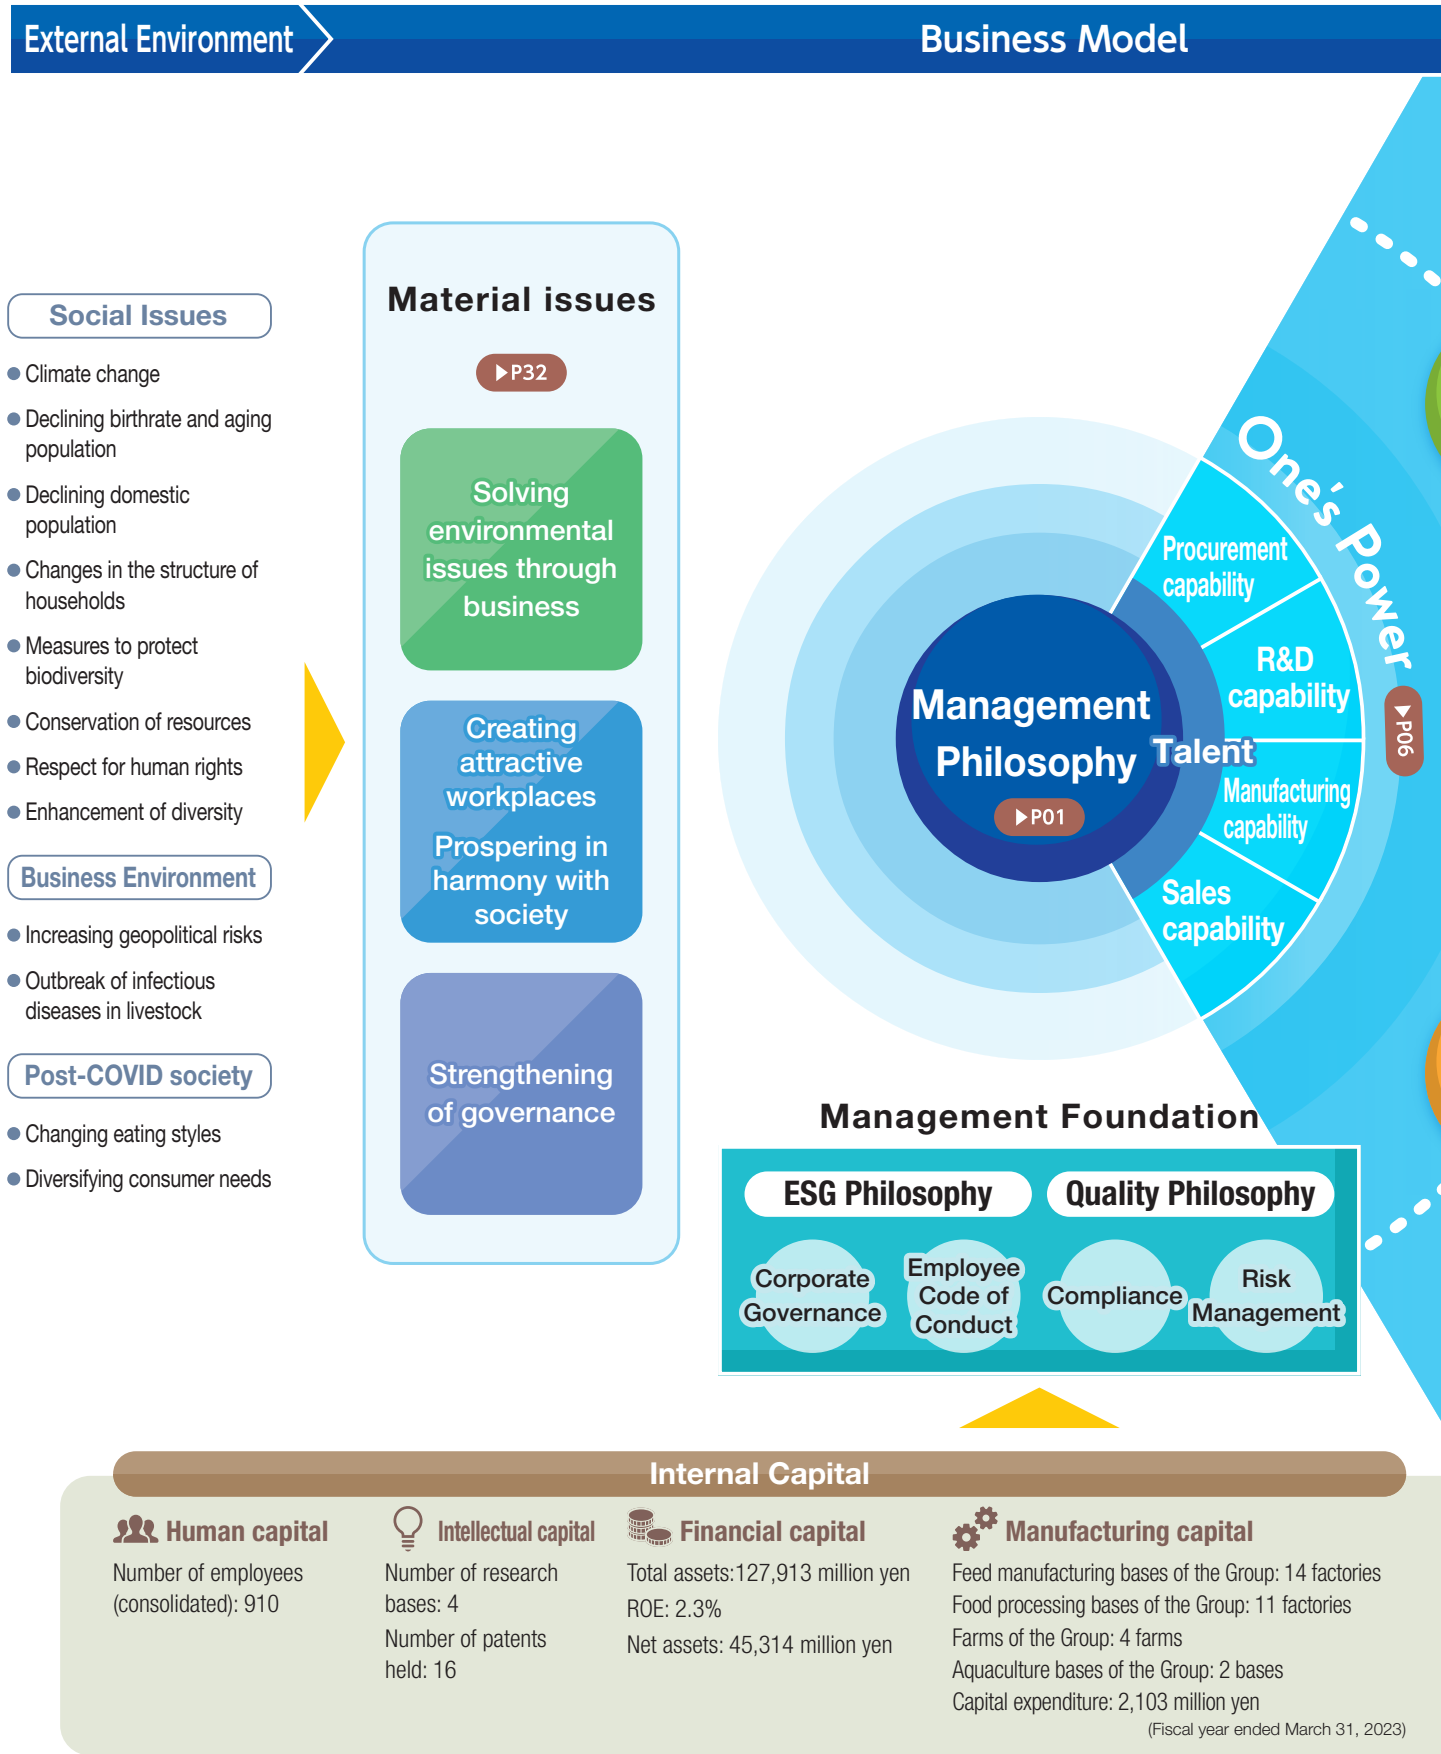 External Environment
Business Model
Social Issues
Climate change
Declining birthrate and aging
population
Declining domestic
population
Changes in the structure of
households
Measures to protect
biodiversity
Conservation of resources
Respect for human rights
Enhancement of diversity
Business Environment
Increasing geopolitical risks
Outbreak of infectious
diseases in livestock
Post-COVID society
Changing eating styles
Diversifying consumer needs
Material issues
▶P32
Solving
environmental
issues through
business
Creating
attractive
workplaces
Prospering in
harmony with
society
Strengthening
of governance
Management
Philosophy
▶P01
Talent
Procurement
capability
R&D
capability
Manufacturing
capability
Sales
capability
One's Power
▶P06
Management Foundation
ESG Philosophy
Quality Philosophy
Corporate
Governance
Employee
Code of
Conduct
Compliance
Risk
Management
Internal Capital
Human capital
Number of employees
(consolidated): 910
Intellectual capital
Number of research
bases: 4
Number of patents
held: 16
Financial capital
Total assets:127,913 million yen
ROE: 2.3%
Net assets: 45,314 million yen
Manufacturing capital
Feed manufacturing bases of the Group: 14 factories
Food processing bases of the Group: 11 factories
Farms of the Group: 4 farms
Aquaculture bases of the Group: 2 bases
Capital expenditure: 2,103 million yen
(Fiscal year ended March 31, 2023)